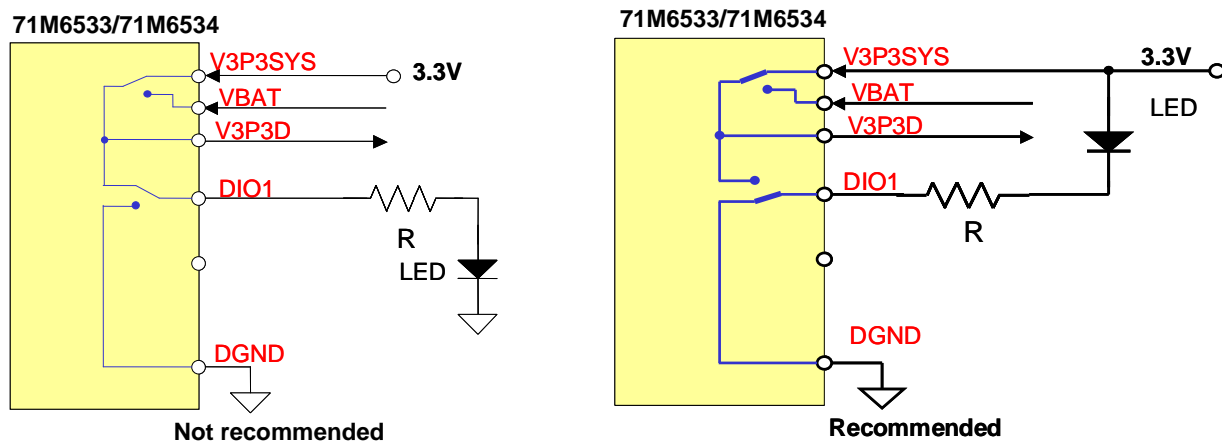 71M6533/71M6534
V3P3SYS
3.3V
VBAT
V3P3D
DIO1
R
LED
DGND
Not recommended
71M6533/71M6534
V3P3SYS
3.3V
LED
VBAT
V3P3D
DIO1
R
DGND
Recommended